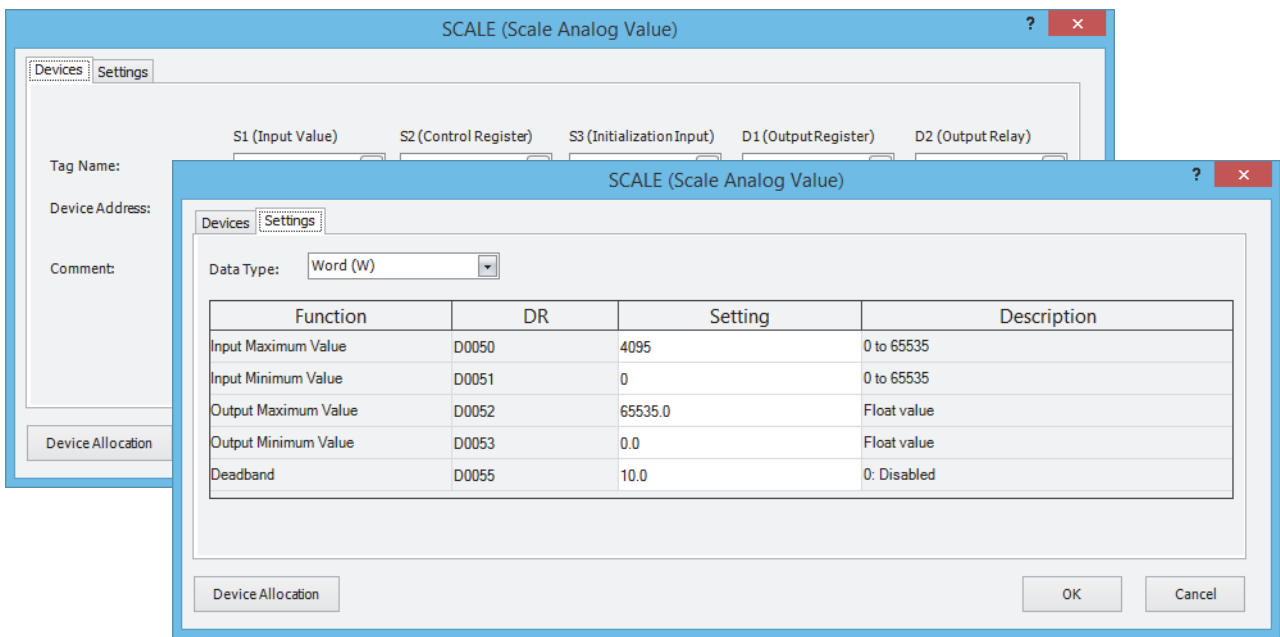 SCALE (Scale Analog Value) ? ×
Devices Settings
S1 (Input Value) S2 (Control Register) S3 (Initialization Input) D1 (Output Register) D2 (Output Relay)
Tag Name:
Device Address:
Comment:
Device Allocation
SCALE (Scale Analog Value) ? ×
Devices Settings
Data Type: Word (W)
Function DR Setting Description
Input Maximum Value D0050 4095 0 to 65535
Input Minimum Value D0051 0 0 to 65535
Output Maximum Value D0052 65535.0 Float value
Output Minimum Value D0053 0.0 Float value
Deadband D0055 10.0 0: Disabled
Device Allocation OK Cancel